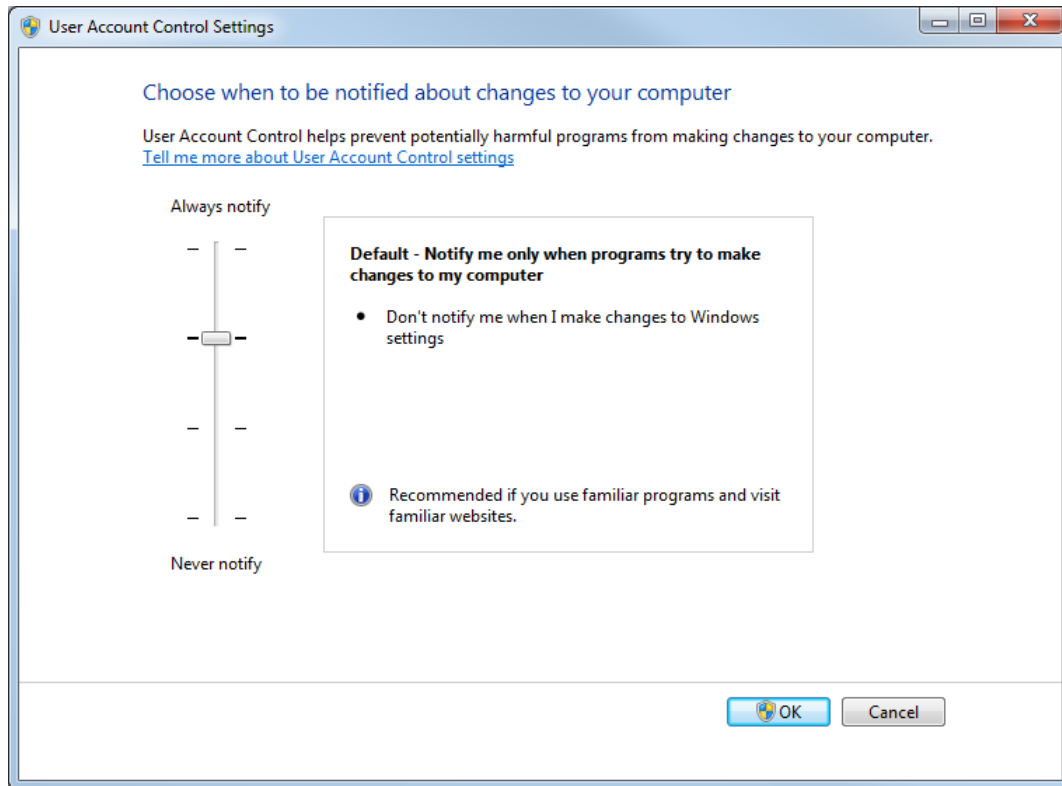 User Account Control Settings
Choose when to be notified about changes to your computer
User Account Control helps prevent potentially harmful programs from making changes to your computer.
Tell me more about User Account Control settings
Always notify
Default - Notify me only when programs try to make
changes to my computer
• Don't notify me when I make changes to Windows
settings
Recommended if you use familiar programs and visit
familiar websites.
Never notify
OK
Cancel